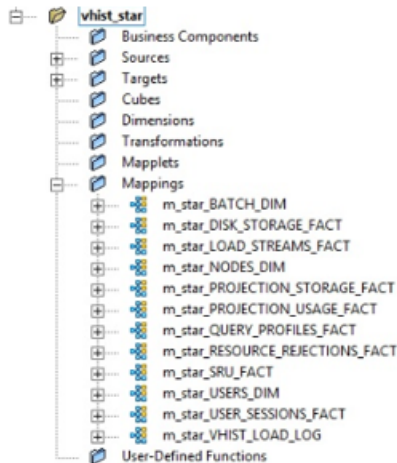 vhist_star
Business Components
Sources
Targets
Cubes
Dimensions
Transformations
Mapplets
Mappings
m_star_BATCH_DIM
m_star_DISK_STORAGE_FACT
m_star_LOAD_STREAMS_FACT
m_star_NODES_DIM
m_star_PROJECTION_STORAGE_FACT
m_star_PROJECTION_USAGE_FACT
m_star_QUERY_PROFILES_FACT
m_star_RESOURCE_REJECTIONS_FACT
m_star_SRU_FACT
m_star_USERS_DIM
m_star_USER_SESSIONS_FACT
m_star_VHIST_LOAD_LOG
User-Defined Functions